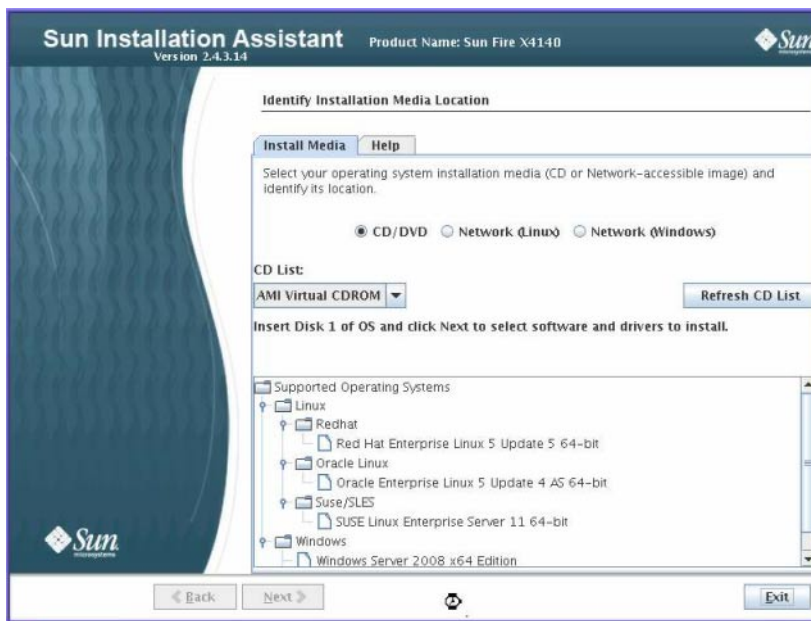 Sun Installation Assistant
Version 2.4.3.14
Product Name: Sun Fire X4140
Sun
microsystems
Identify Installation Media Location
Install Media
Help
Select your operating system installation media (CD or Network-accessible image) and
identify its location.
CD/DVD
Network (Linux)
Network (Windows)
CD List:
AMI Virtual CDROM
Refresh CD List
Insert Disk 1 of OS and click Next to select software and drivers to install.
Supported Operating Systems
Linux
Redhat
Red Hat Enterprise Linux 5 Update 5 64-bit
Oracle Linux
Oracle Enterprise Linux 5 Update 4 AS 64-bit
Suse/SLES
SUSE Linux Enterprise Server 11 64-bit
Windows
Windows Server 2008 x64 Edition
Sun
microsystems
Back
Next
Exit